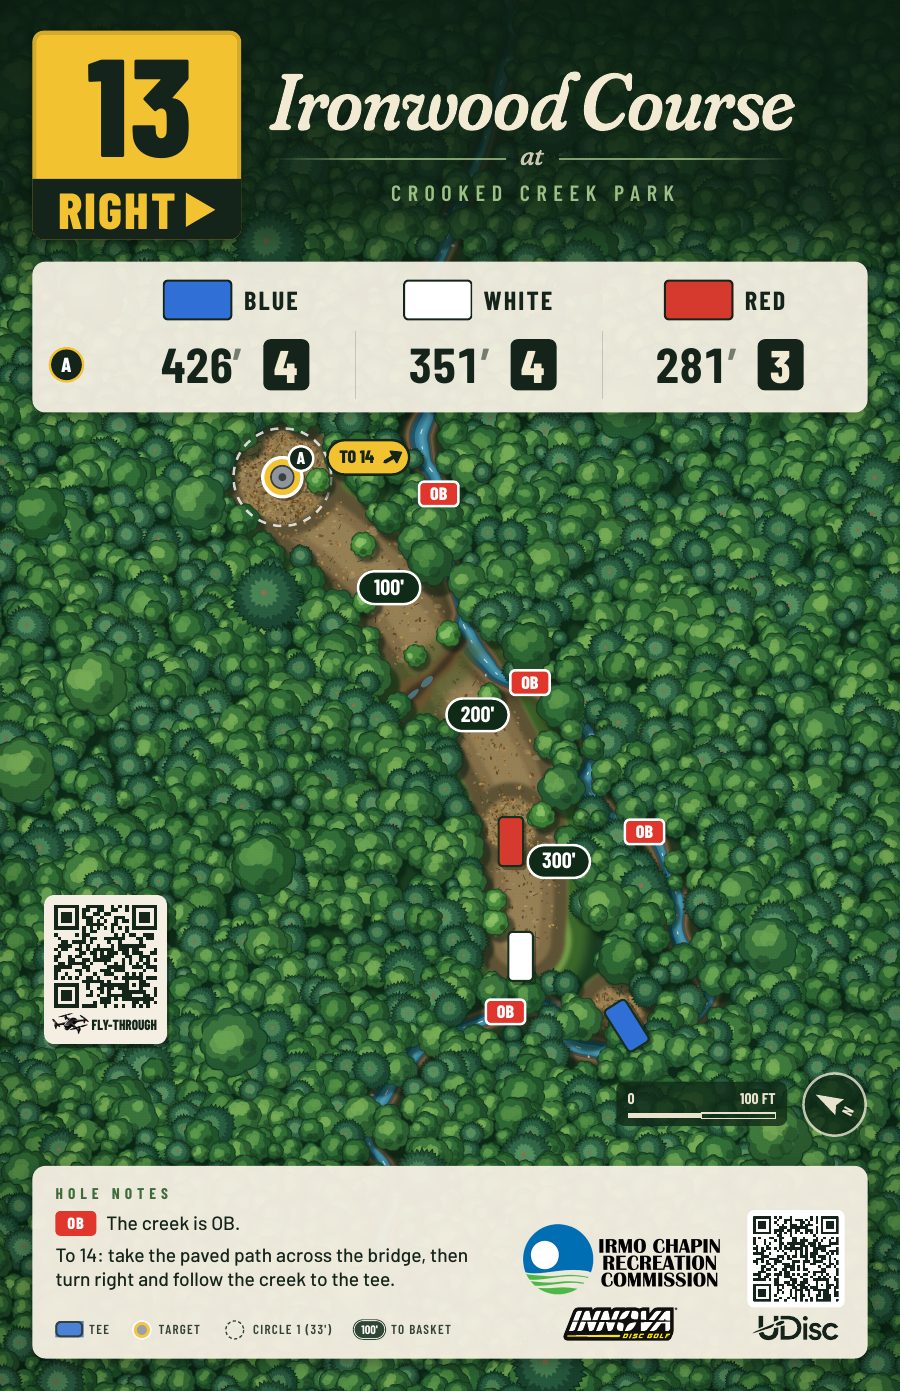 13
RIGHT
Ironwood Course
at
CROOKED CREEK PARK
BLUE
WHITE
RED
A
426' 4
351' 4
281' 3
A
TO 14
OB
100'
OB
200'
OB
300'
OB
FLY-THROUGH
0
100 FT
N
HOLE NOTES
OB The creek is OB.
To 14: take the paved path across the bridge, then
turn right and follow the creek to the tee.
TEE
TARGET
CIRCLE 1 (33')
100' TO BASKET
IRMO CHAPIN
RECREATION
COMMISSION
INNOVA
DISC GOLF
UDisc